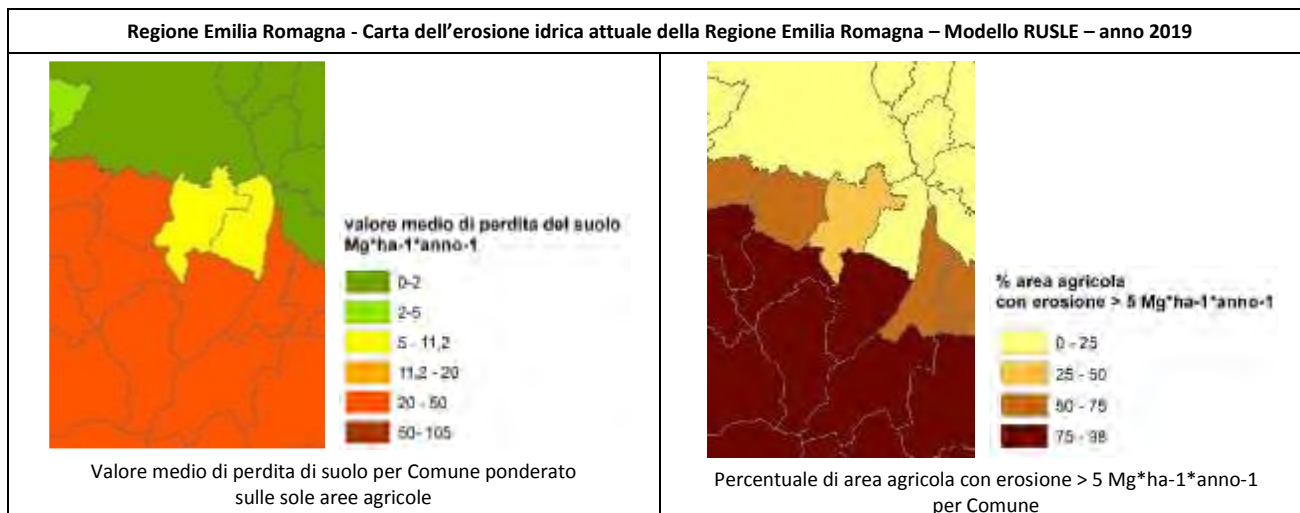 Regione Emilia Romagna - Carta dell’erosione idrica attuale della Regione Emilia Romagna – Modello RUSLE – anno 2019
valore medio di perdita del suolo
Mg*ha-1*anno-1
0-2
2-5
5 - 11,2
11,2 - 20
20 - 50
50- 105
Valore medio di perdita di suolo per Comune ponderato
sulle sole aree agricole
% area agricola
con erosione > 5 Mg*ha-1*anno-1
0 - 25
25 - 50
50 - 75
75 - 98
Percentuale di area agricola con erosione > 5 Mg*ha-1*anno-1
per Comune